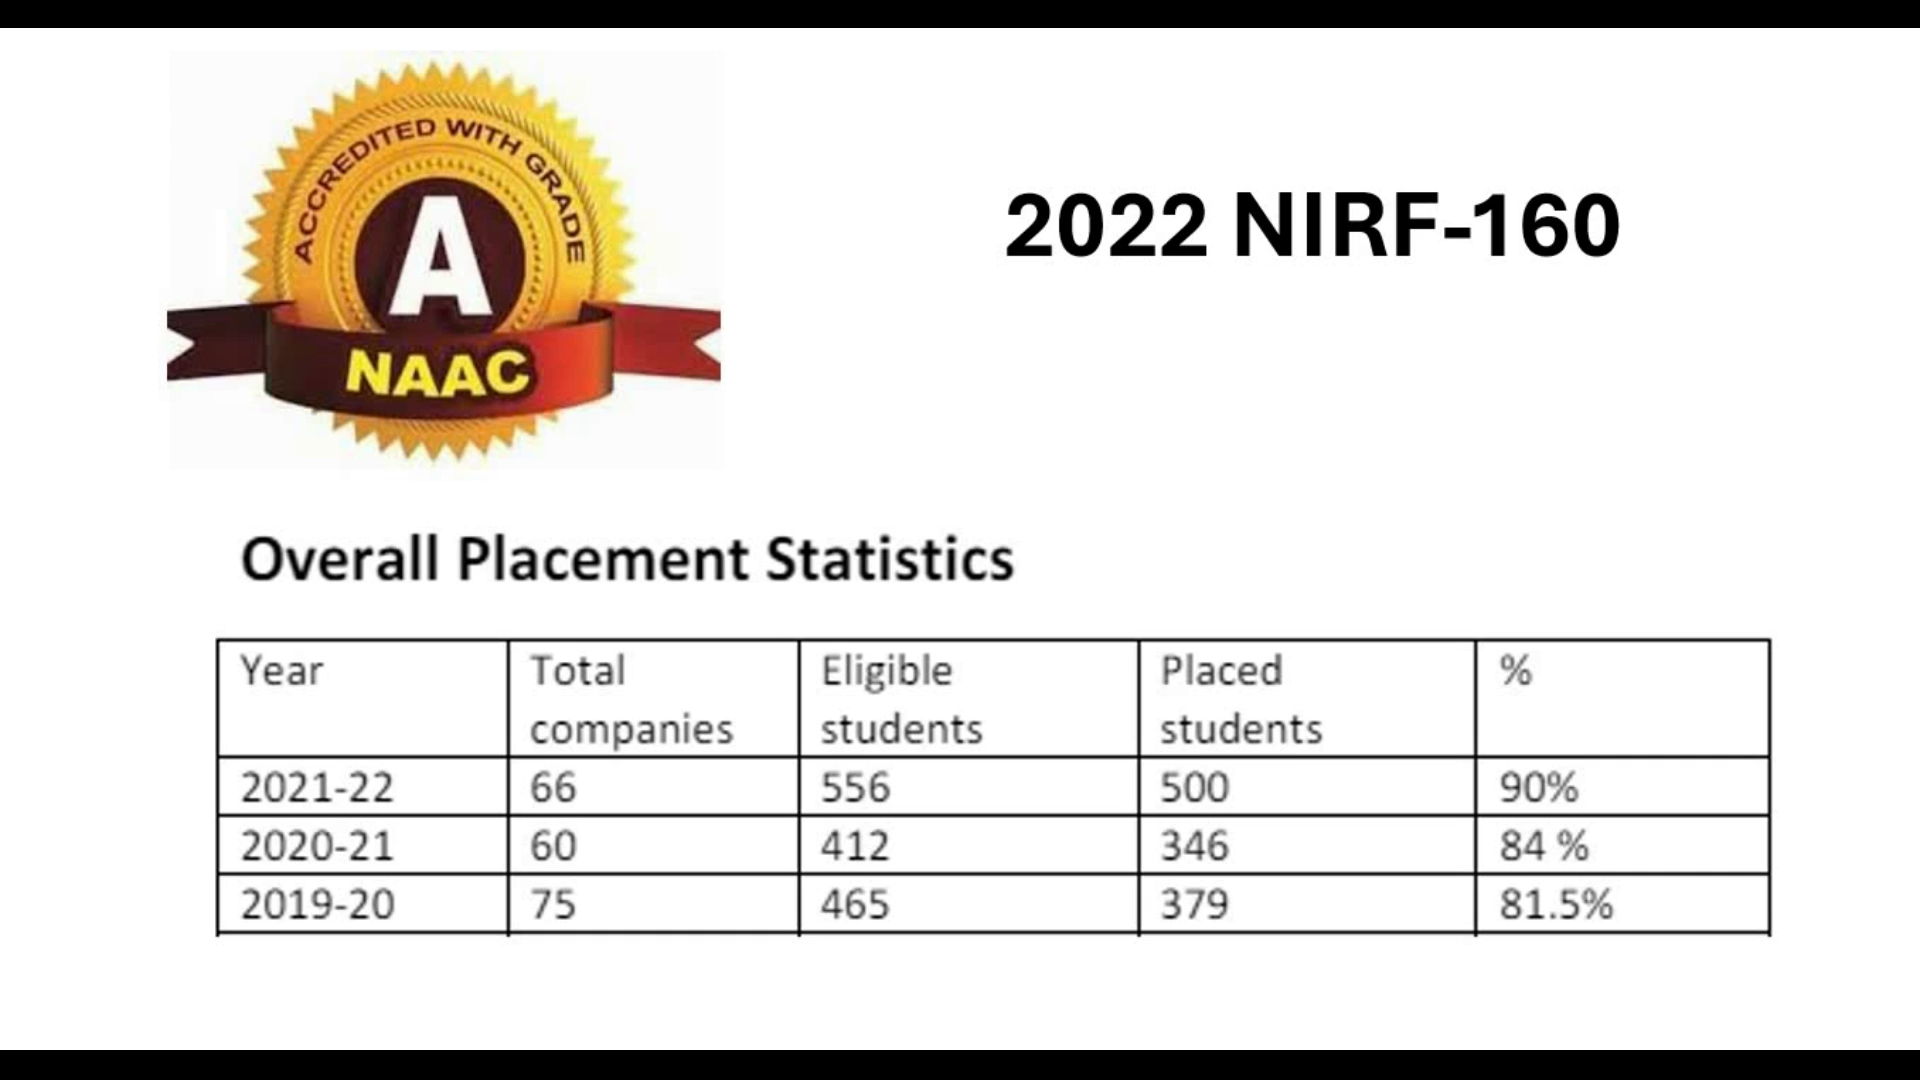 ACCREDITED WITH GRADE
A
NAAC
2022 NIRF-160
Overall Placement Statistics
Year Total companies Eligible students Placed students %
2021-22 66 556 500 90%
2020-21 60 412 346 84 %
2019-20 75 465 379 81.5%